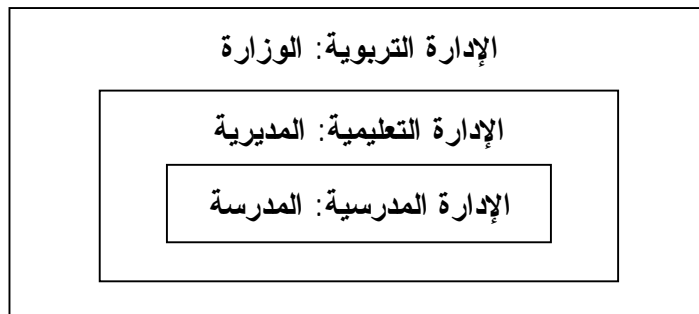 الإدارة التربوية: الوزارة
الإدارة التعليمية: المديرية
الإدارة المدرسية: المدرسة